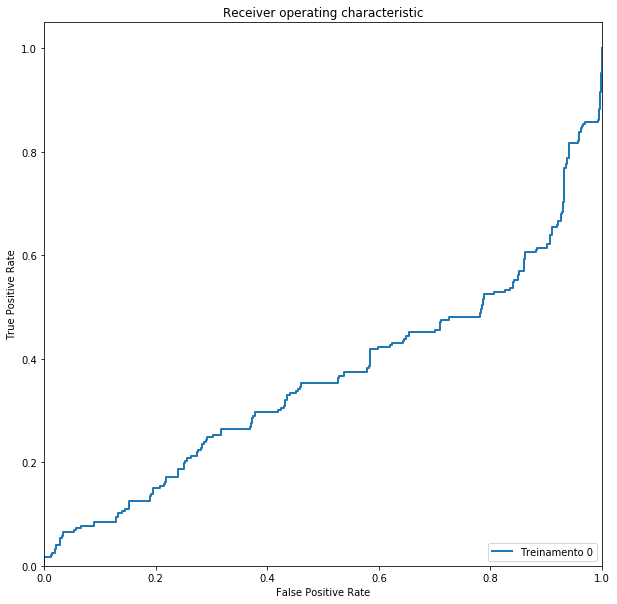 Receiver operating characteristic
1.0
0.8
0.6
0.4
0.2
0.0
True Positive Rate
Treinamento 0
0.0 0.2 0.4 0.6 0.8 1.0
False Positive Rate